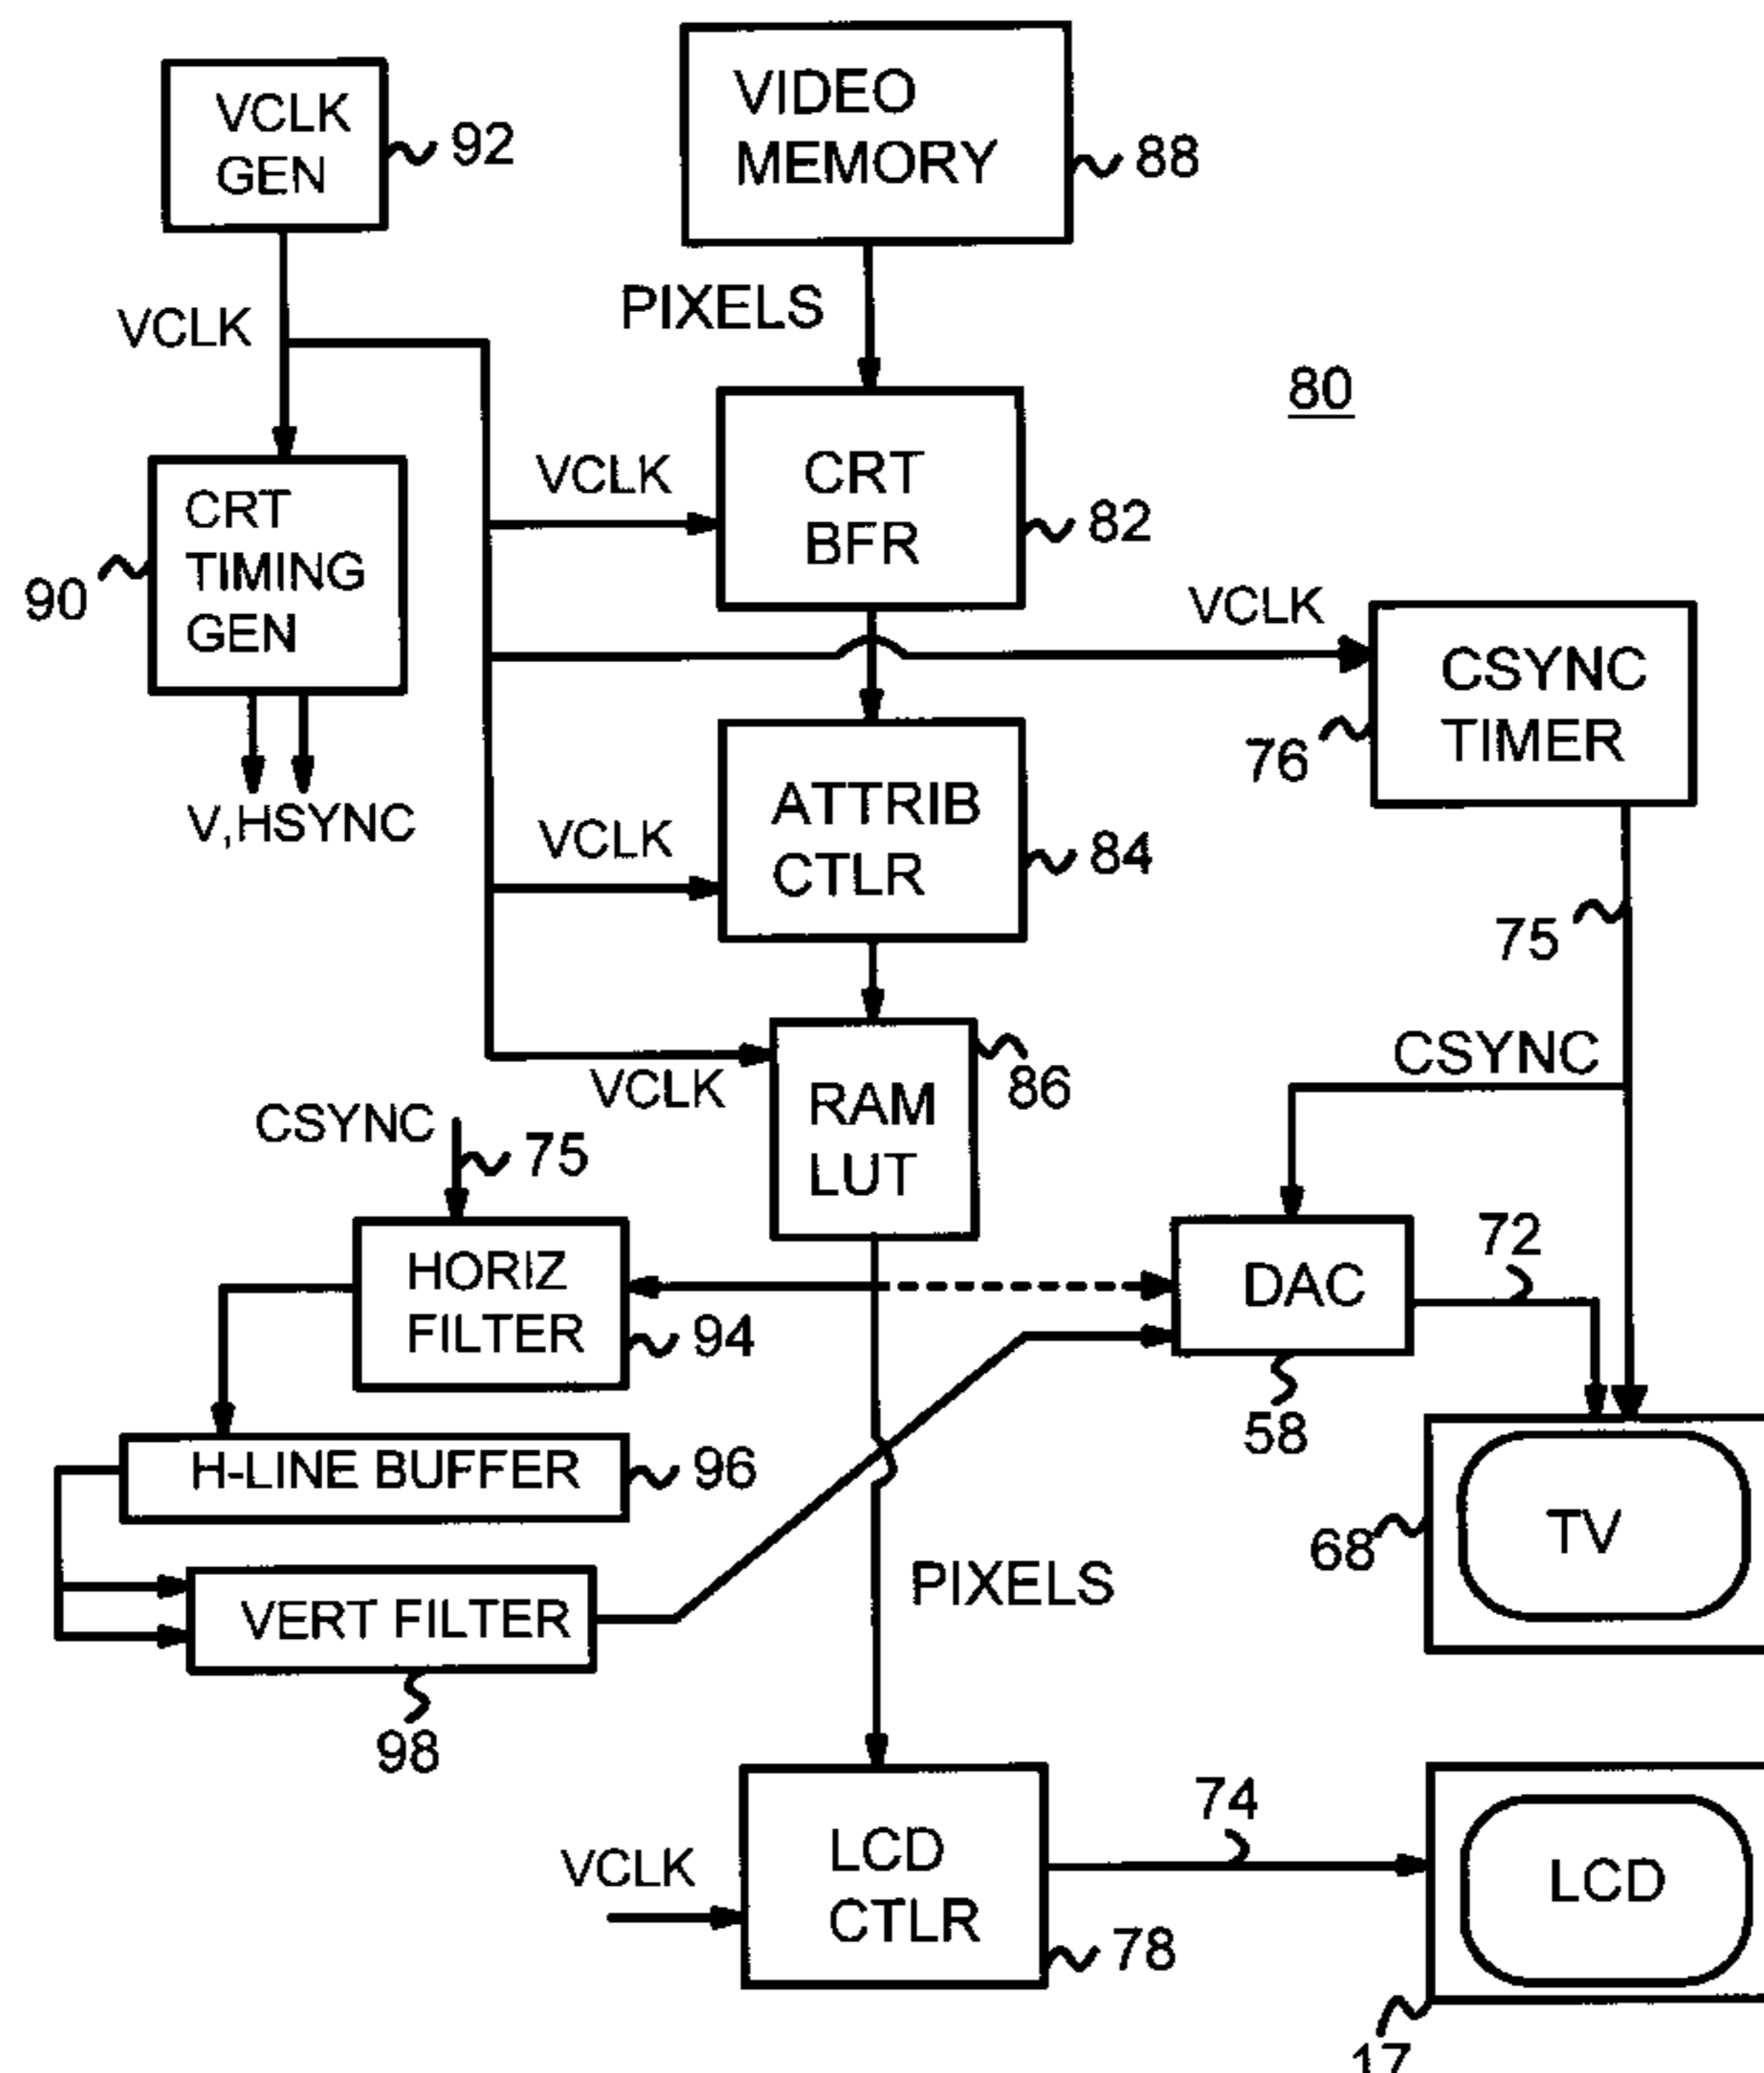 VCLK
GEN
92
VIDEO
MEMORY
88
VCLK
PIXELS
80
CRT
TIMING
GEN
90
VCLK
CRT
BFR
82
VCLK
CSYNC
TIMER
76
V,HSYNC
VCLK
ATTRIB
CTLR
84
75
CSYNC
VCLK
RAM
LUT
86
CSYNC
75
HORIZ
FILTER
94
DAC
58
72
H-LINE BUFFER
96
TV
68
VERT FILTER
98
PIXELS
VCLK
LCD
CTLR
78
74
LCD
17